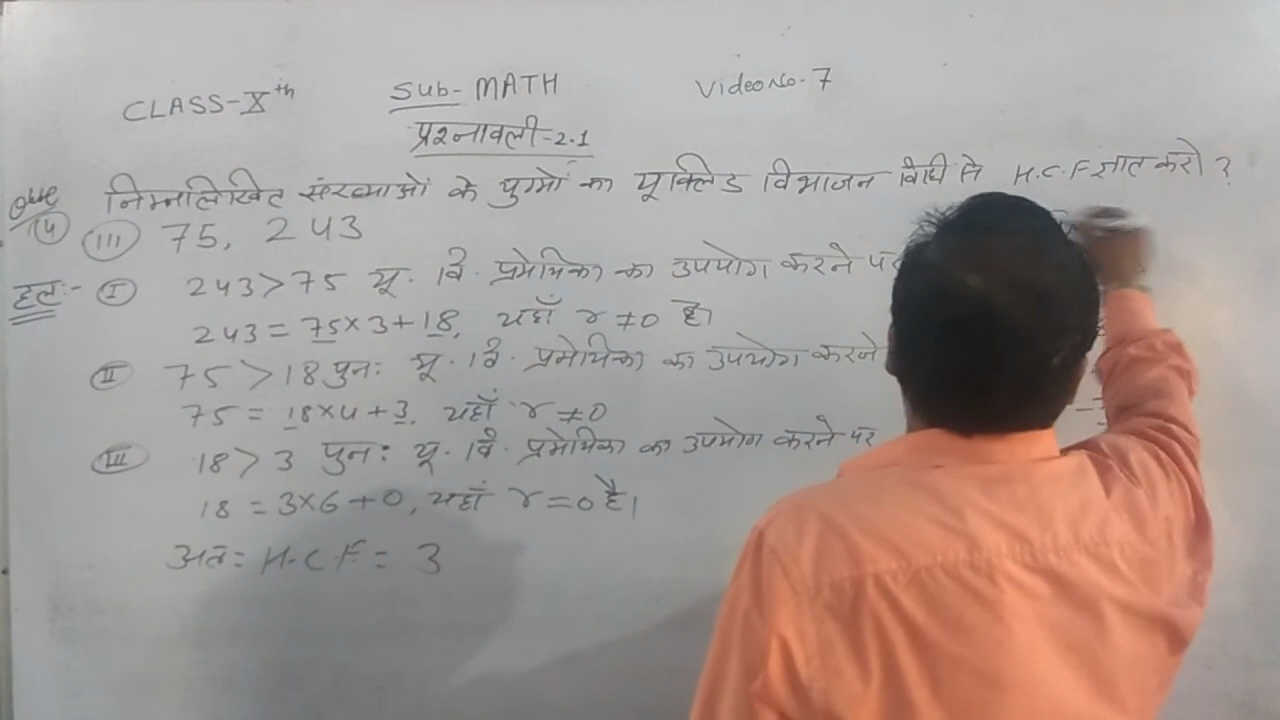 CLASS-Xth Sub- MATH Video No. 7
प्रश्नावली-2.1
Que निम्नलिखित संख्याओं के युग्मों का यूक्लिड विभाजन विधि से H.C.F ज्ञात करो ?
(4) (III) 75, 243
हल:- (I) 243>75 यू. वि. प्रमेयिका का उपयोग करने पर
243 = 75×3+18, यहाँ r ≠0 है।
(II) 75 >18 पुनः यू. वि. प्रमेयिका का उपयोग करने
75 = 18×4+3, यहाँ r ≠0
(III) 18> 3 पुनः यू. वि. प्रमेयिका का उपयोग करने पर
18 = 3×6+0, यहाँ r=0 है।
अतः H.C.F. = 3